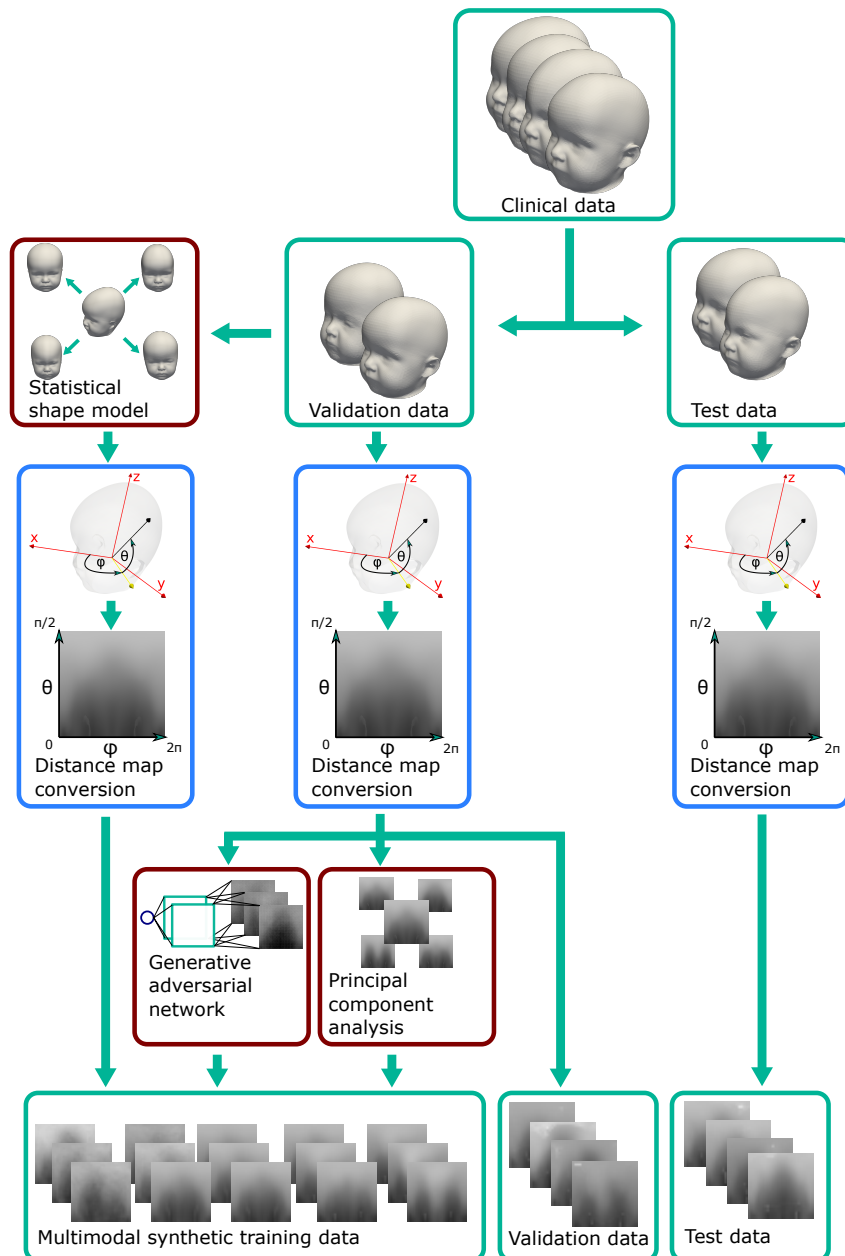 Clinical data
Statistical
shape model
Validation data
Test data
z
x
φ
θ
y
π/2
θ
0
φ
2π
Distance map
conversion
z
x
φ
θ
y
π/2
θ
0
φ
2π
Distance map
conversion
z
x
φ
θ
y
π/2
θ
0
φ
2π
Distance map
conversion
Generative
adversarial
network
Principal
component
analysis
Multimodal synthetic training data
Validation data
Test data